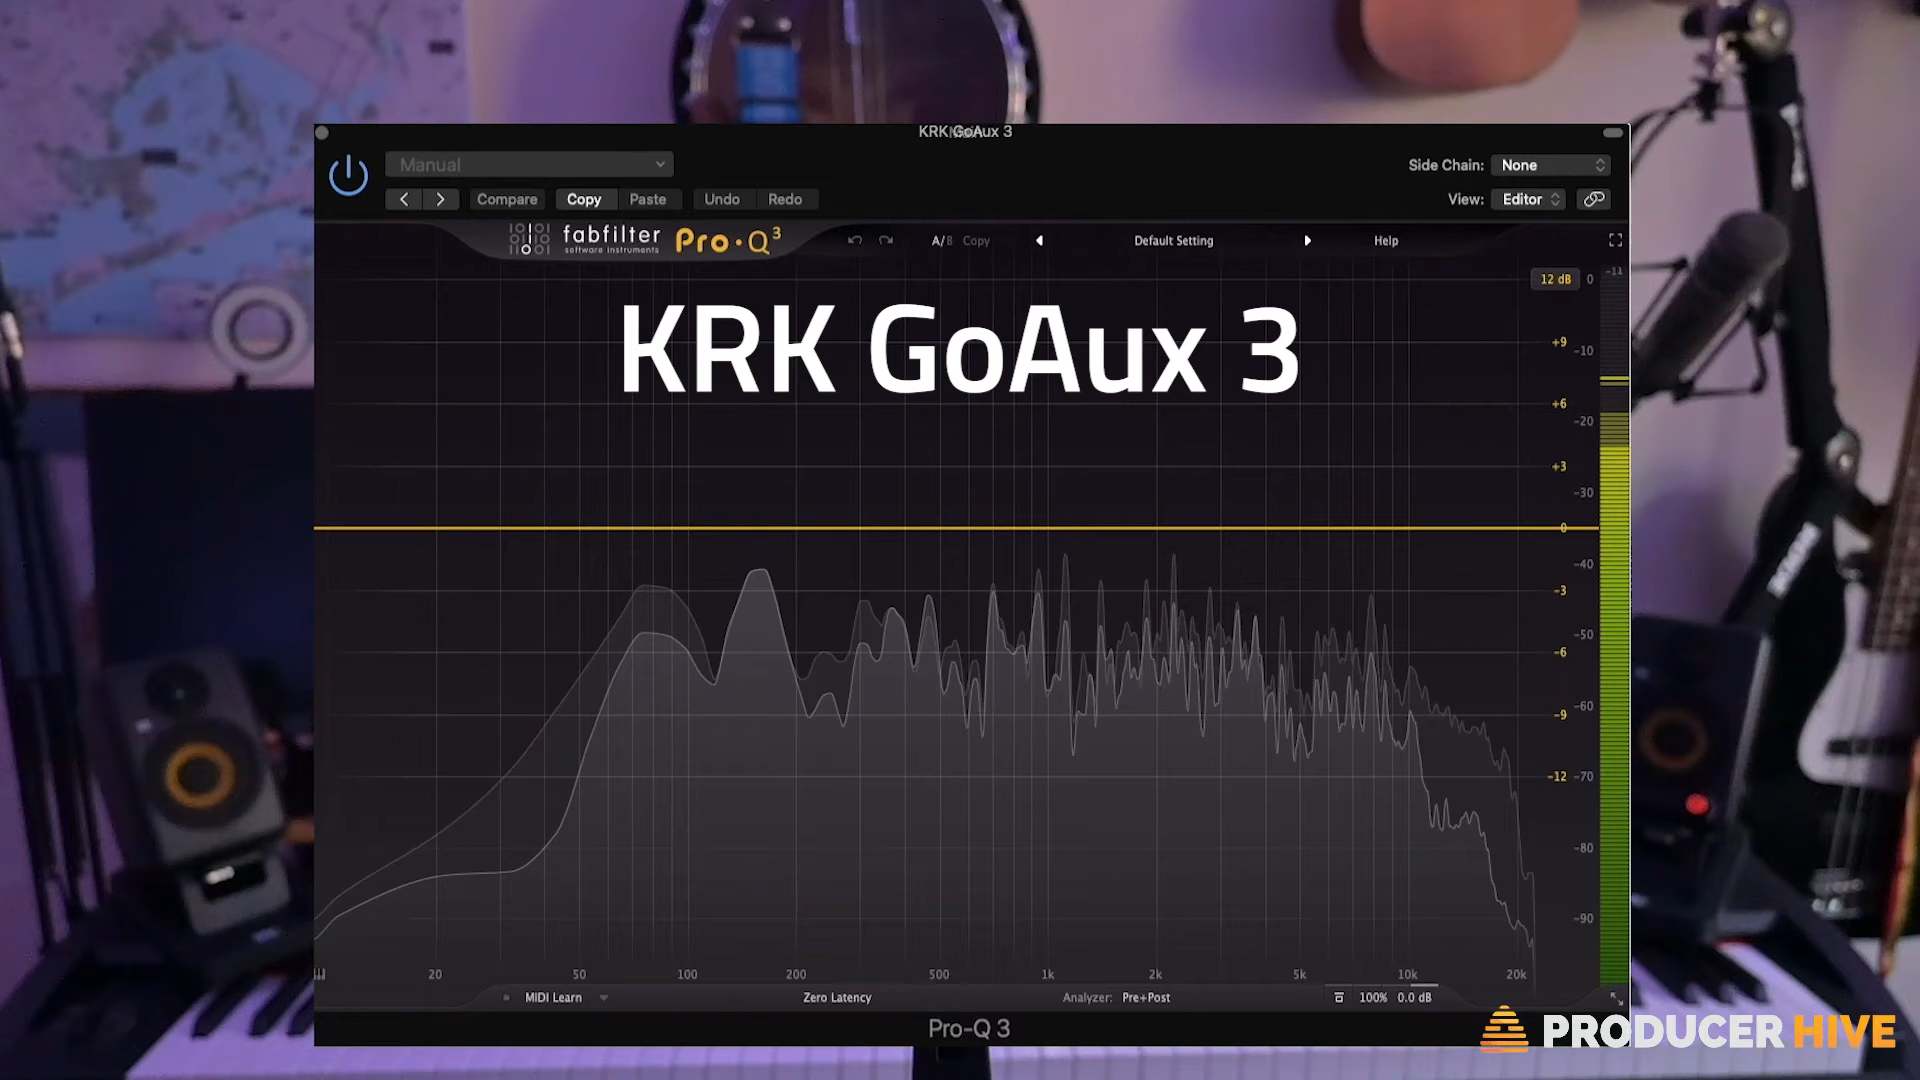 KRK GoAux 3
Manual
Side Chain: None
Compare Copy Paste Undo Redo
View: Editor
fabfilter
software instruments
Pro·Q³
A/B Copy
Default Setting
Help
12 dB 0 -11
KRK GoAux 3
+9 -10
+6 -20
+3 -30
0
-40
-3
-50
-6
-60
-9
-12 -70
-80
-90
20 50 100 200 500 1k 2k 5k 10k 20k
MIDI Learn
Zero Latency
Analyzer: Pre+Post
100% 0.0 dB
Pro-Q 3
PRODUCER HIVE